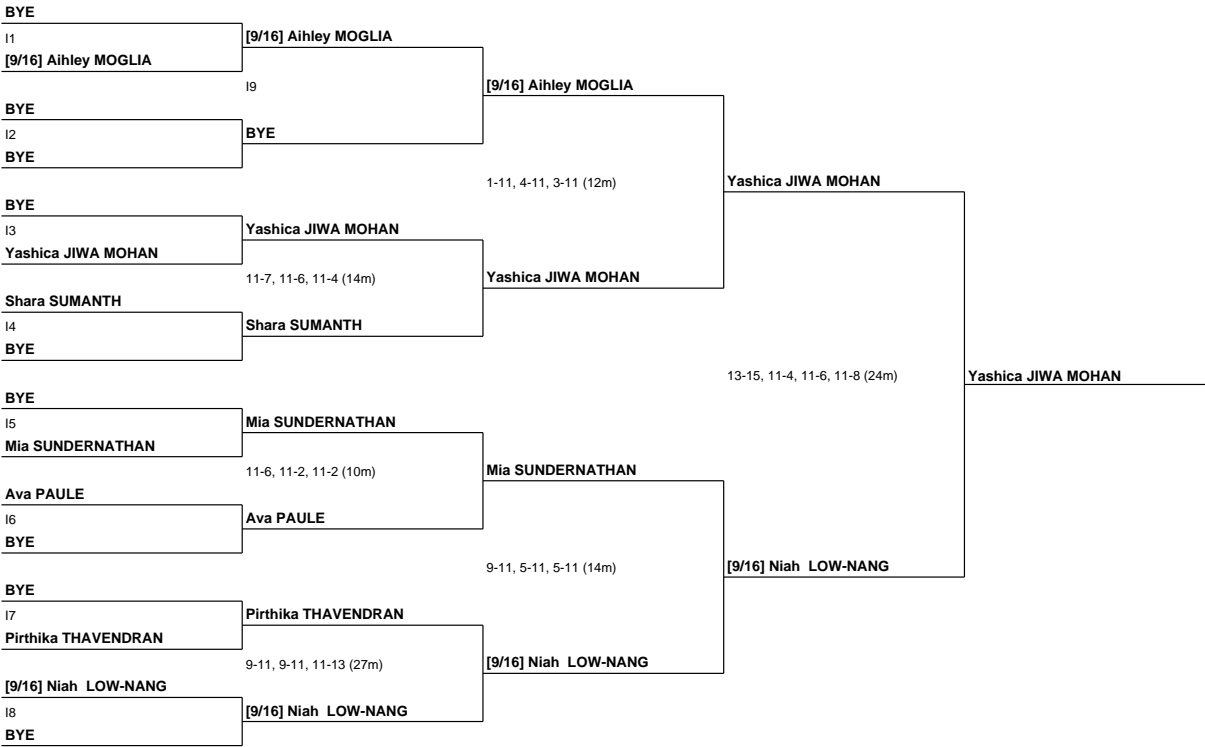 BYE
I1
[9/16] Aihley MOGLIA
BYE
I2
BYE
BYE
I3
Yashica JIWA MOHAN
Shara SUMANTH
I4
BYE
BYE
I5
Mia SUNDERNATHAN
Ava PAULE
I6
BYE
BYE
I7
Pirthika THAVENDRAN
[9/16] Niah LOW-NANG
I8
BYE
[9/16] Aihley MOGLIA
I9
BYE
Yashica JIWA MOHAN
11-7, 11-6, 11-4 (14m)
Shara SUMANTH
Mia SUNDERNATHAN
11-6, 11-2, 11-2 (10m)
Ava PAULE
Pirthika THAVENDRAN
9-11, 9-11, 11-13 (27m)
[9/16] Niah LOW-NANG
[9/16] Aihley MOGLIA
1-11, 4-11, 3-11 (12m)
Yashica JIWA MOHAN
Mia SUNDERNATHAN
9-11, 5-11, 5-11 (14m)
[9/16] Niah LOW-NANG
Yashica JIWA MOHAN
13-15, 11-4, 11-6, 11-8 (24m)
[9/16] Niah LOW-NANG
Yashica JIWA MOHAN